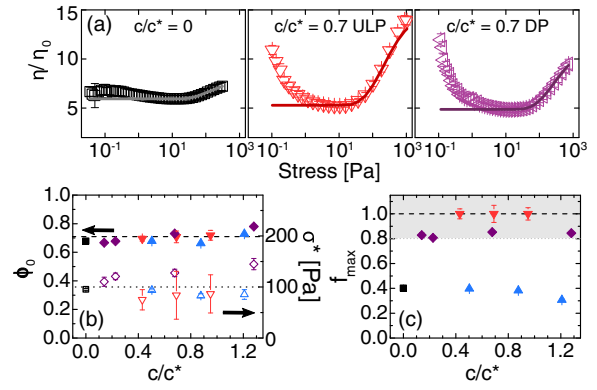 (a) c/c* = 0 c/c* = 0.7 ULP c/c* = 0.7 DP
η/ η₀
15
10
5
10⁻¹ 10¹ 10³ 10⁻¹ 10¹ 10³ 10⁻¹ 10¹ 10³
Stress [Pa]
1.0
0.8
0.6
0.4
0.2
0.0
ϕ₀
200
100
0
σ* [Pa]
(b)
0.0 0.4 0.8 1.2
c/c*
1.2
1.0
0.8
0.6
0.4
0.2
0.0
f_max
(c)
0.0 0.4 0.8 1.2
c/c*